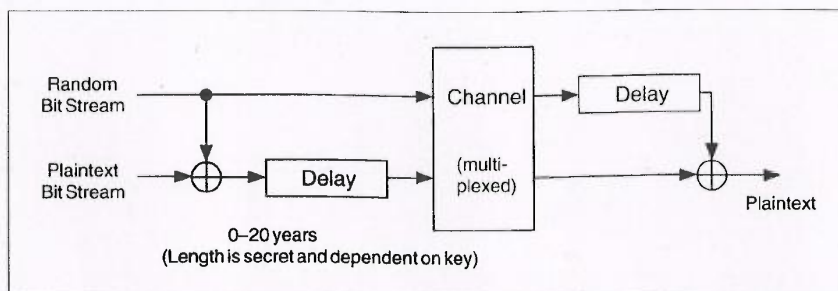 Random
Bit Stream
Channel
Delay
Plaintext
Bit Stream
Delay
(multi-
plexed)
Plaintext
0–20 years
(Length is secret and dependent on key)